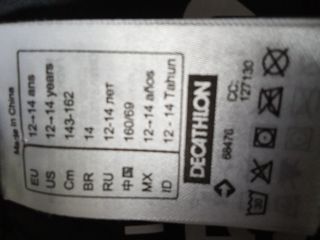 Made in China
EU 12-14 ans
US 12-14 years
Cm 143-162
BR 14
RU 12-14 лет
中国 160/69
MX 12-14 años
ID 12 - 14 Tahun
DECATHLON
68476 CC: 127130
30